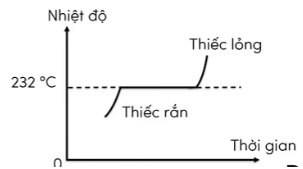 Nhiệt độ
Thiếc lỏng
232 °C
Thiếc rắn
Thời gian
0